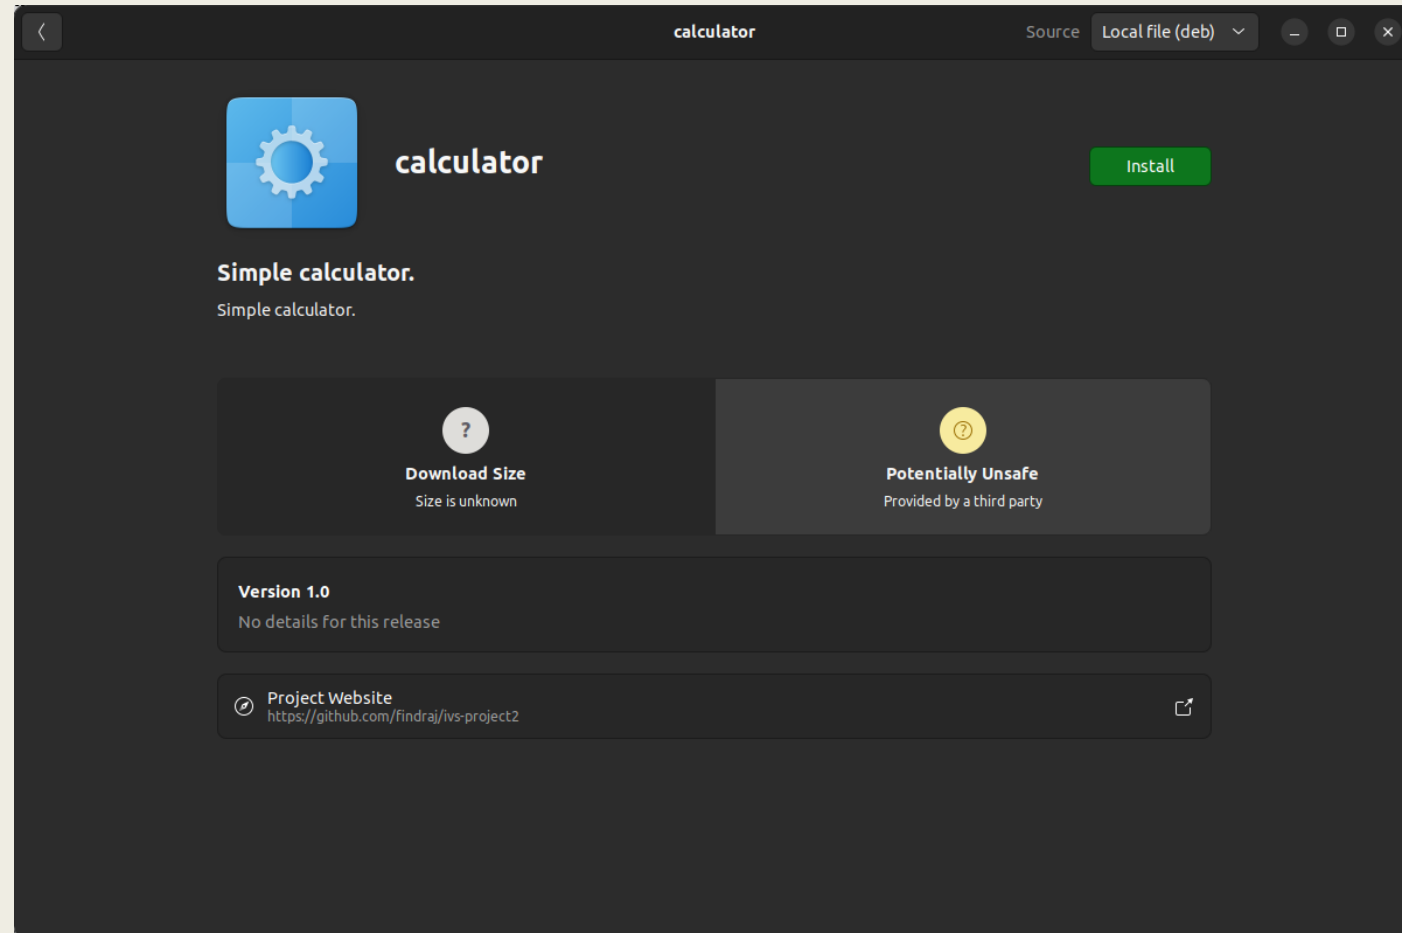 calculator
Source Local file (deb)
calculator
Install
Simple calculator.
Simple calculator.
?
Download Size
Size is unknown
?
Potentially Unsafe
Provided by a third party
Version 1.0
No details for this release
Project Website
https://github.com/findraj/ivs-project2